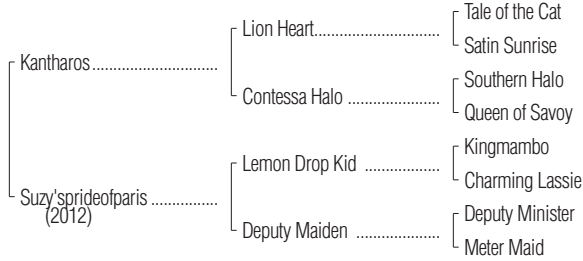 Tale of the Cat
Lion Heart..............................
Satin Sunrise
Kantharos..............................
Southern Halo
Contessa Halo ......................
Queen of Savoy
Kingmambo
Lemon Drop Kid ..................
Charming Lassie
Suzy'sprideofparis ................
(2012)
Deputy Minister
Deputy Maiden ....................
Meter Maid